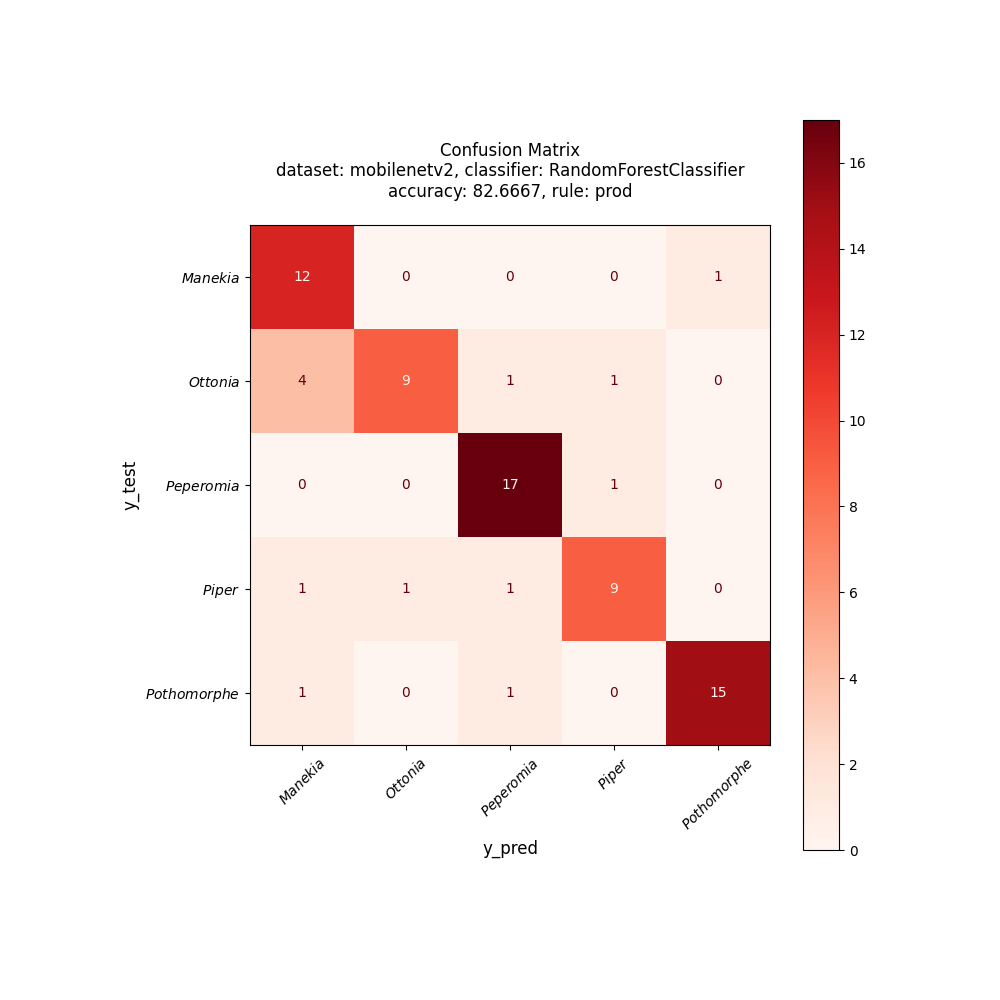 Confusion Matrix
dataset: mobilenetv2, classifier: RandomForestClassifier
accuracy: 82.6667, rule: prod
y_test
Manekia 12 0 0 0 1
Ottonia 4 9 1 1 0
Peperomia 0 0 17 1 0
Piper 1 1 1 9 0
Pothomorphe 1 0 1 0 15
Manekia Ottonia Peperomia Piper Pothomorphe
y_pred
16
14
12
10
8
6
4
2
0